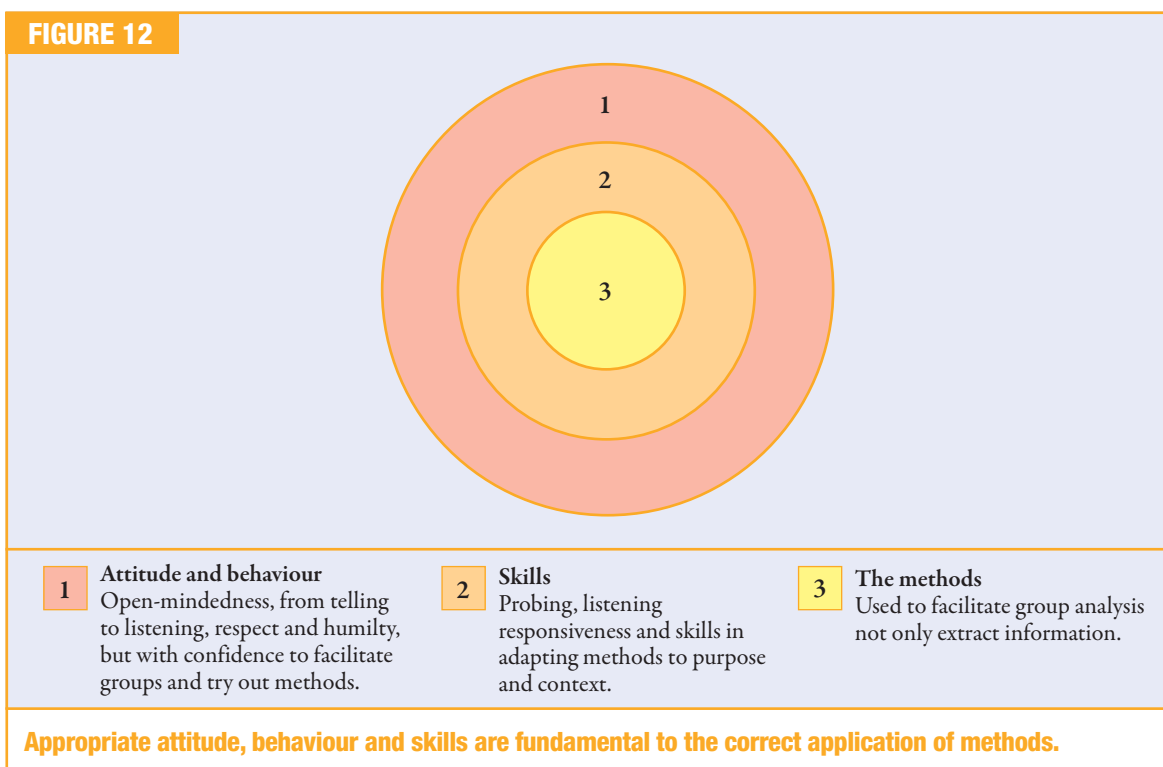 FIGURE 12
1
2
3
1
Attitude and behaviour
Open-mindedness, from telling
to listening, respect and humilty,
but with confidence to facilitate
groups and try out methods.
2
Skills
Probing, listening
responsiveness and skills in
adapting methods to purpose
and context.
3
The methods
Used to facilitate group analysis
not only extract information.
Appropriate attitude, behaviour and skills are fundamental to the correct application of methods.